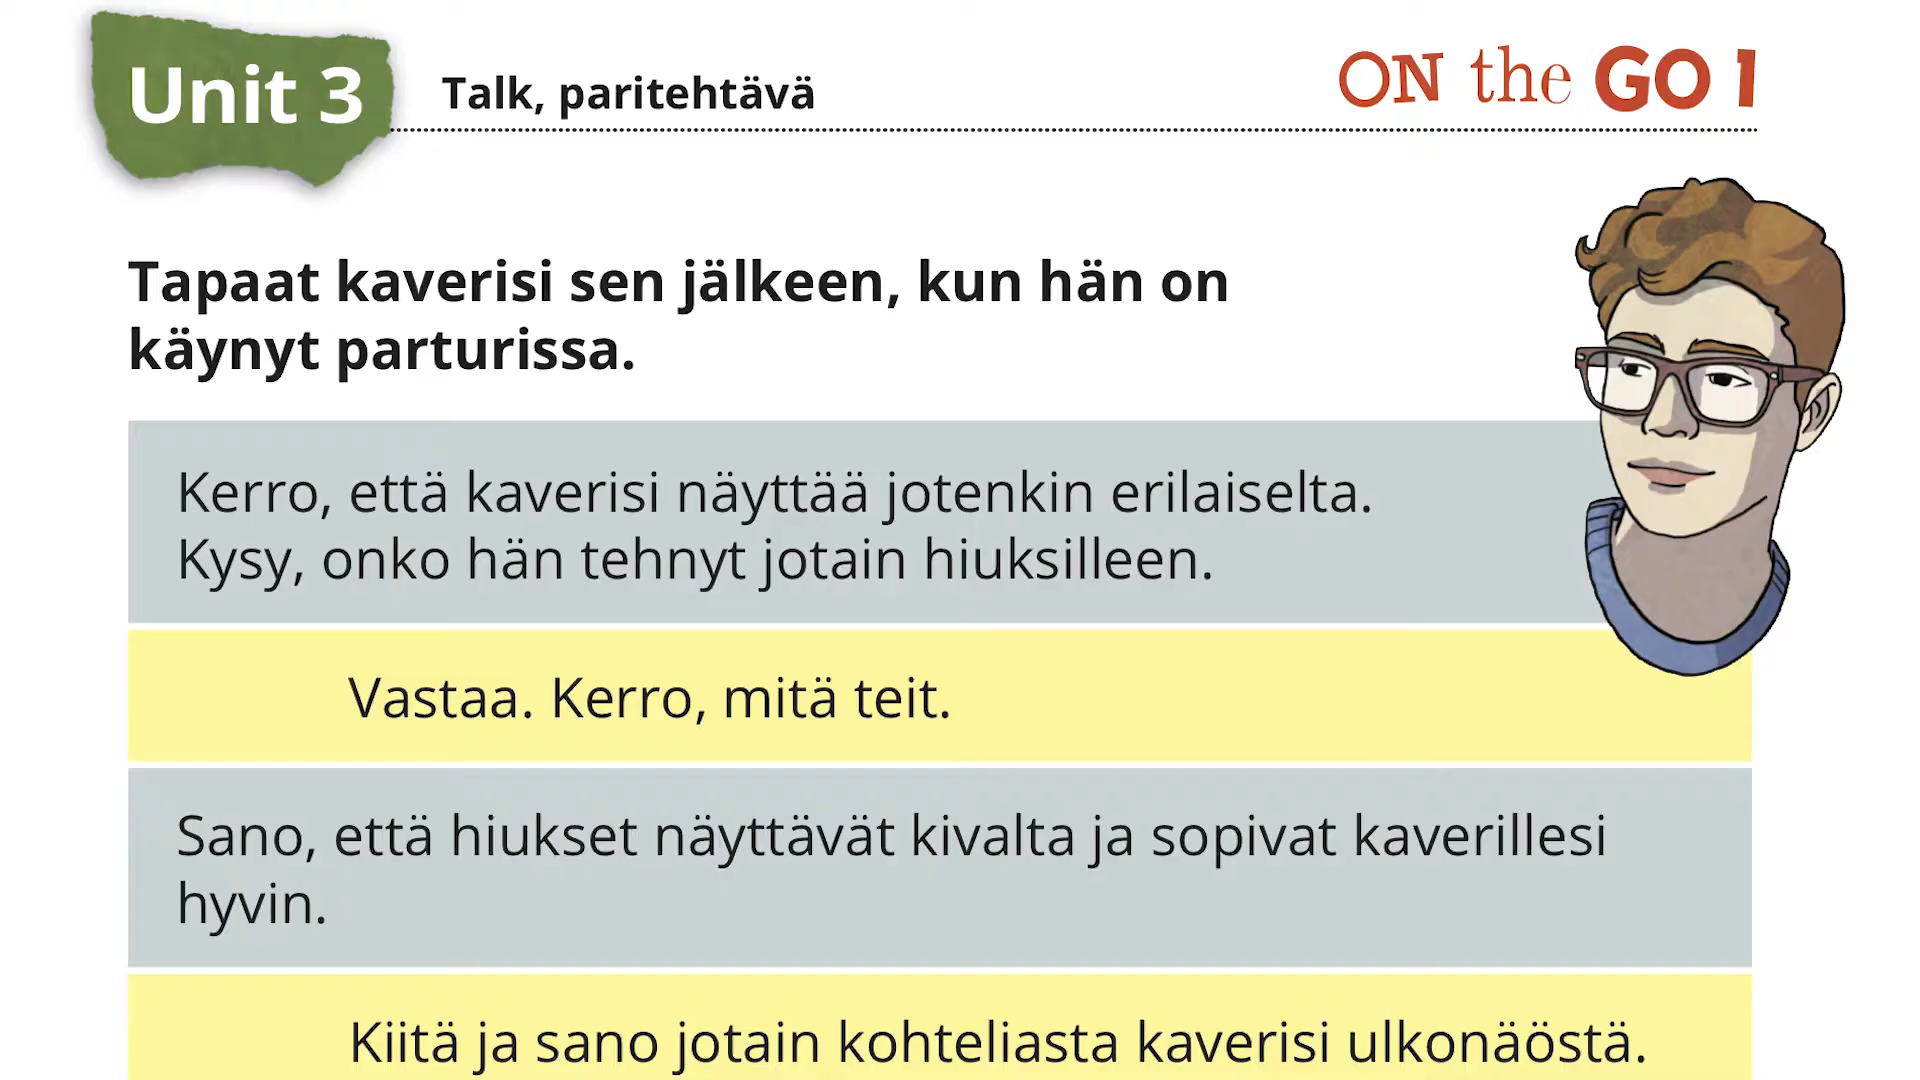 Unit 3
Talk, paritehtävä
ON the GO 1
Tapaat kaverisi sen jälkeen, kun hän on
käynyt parturissa.
Kerro, että kaverisi näyttää jotenkin erilaiselta.
Kysy, onko hän tehnyt jotain hiuksilleen.
Vastaa. Kerro, mitä teit.
Sano, että hiukset näyttävät kivalta ja sopivat kaverillesi
hyvin.
Kiitä ja sano jotain kohteliasta kaverisi ulkonäöstä.